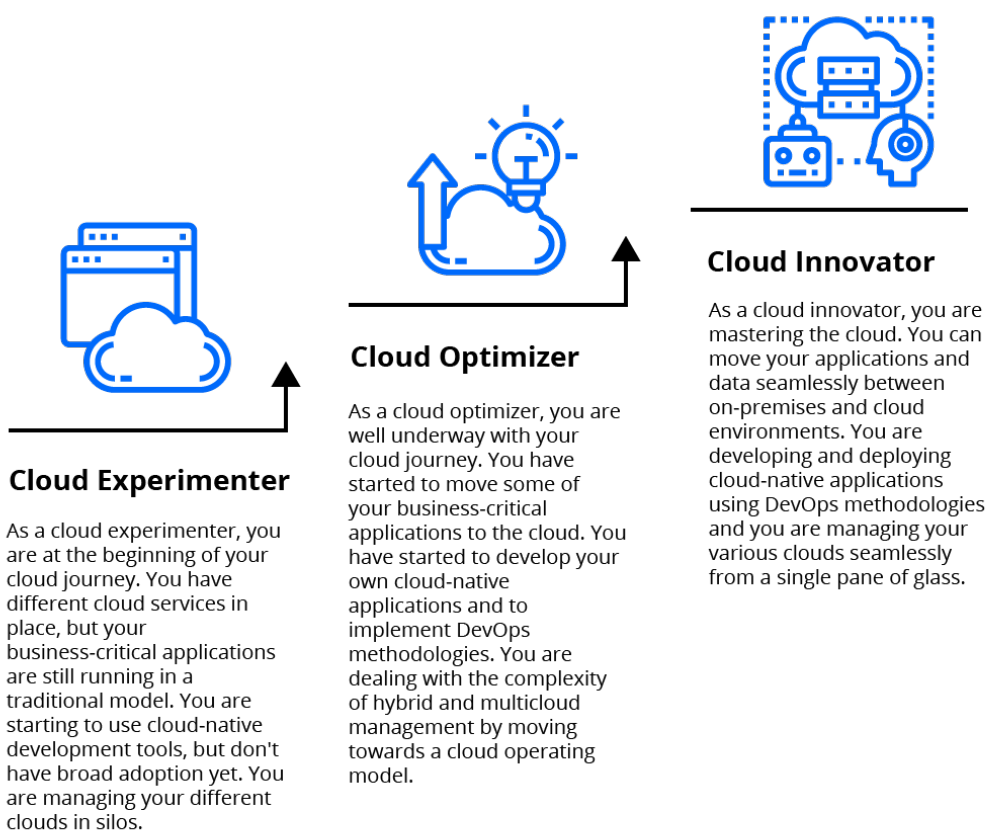 Cloud Experimenter
As a cloud experimenter, you
are at the beginning of your
cloud journey. You have
different cloud services in
place, but your
business-critical applications
are still running in a
traditional model. You are
starting to use cloud-native
development tools, but don't
have broad adoption yet. You
are managing your different
clouds in silos.
Cloud Optimizer
As a cloud optimizer, you are
well underway with your
cloud journey. You have
started to move some of
your business-critical
applications to the cloud. You
have started to develop your
own cloud-native
applications and to
implement DevOps
methodologies. You are
dealing with the complexity
of hybrid and multicloud
management by moving
towards a cloud operating
model.
Cloud Innovator
As a cloud innovator, you are
mastering the cloud. You can
move your applications and
data seamlessly between
on-premises and cloud
environments. You are
developing and deploying
cloud-native applications
using DevOps methodologies
and you are managing your
various clouds seamlessly
from a single pane of glass.